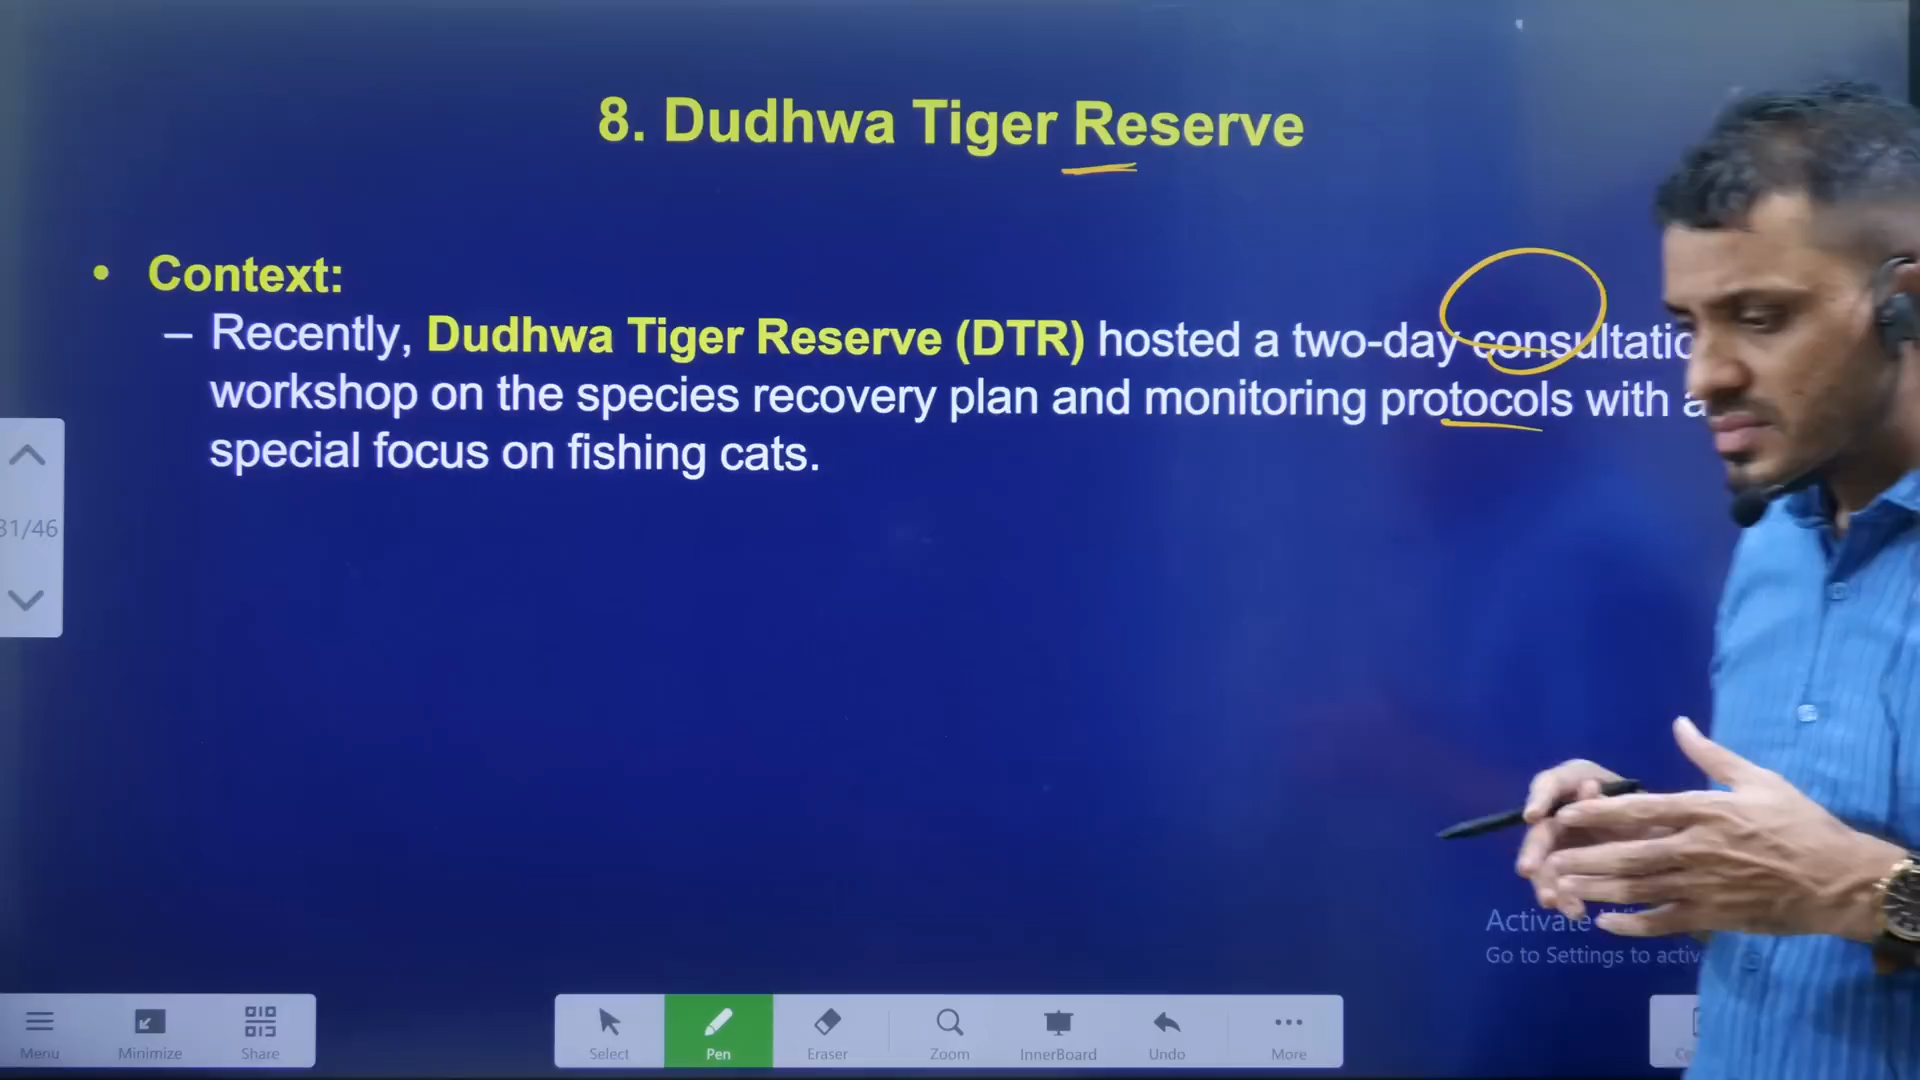 8. Dudhwa Tiger Reserve
• Context:
– Recently, Dudhwa Tiger Reserve (DTR) hosted a two-day
workshop on the species recovery plan and monitoring protocols with a
special focus on fishing cats.
31/46
Activate
Go to Settings to
Menu
Minimize
Share
Select
Pen
Eraser
Zoom
InnerBoard
Undo
More